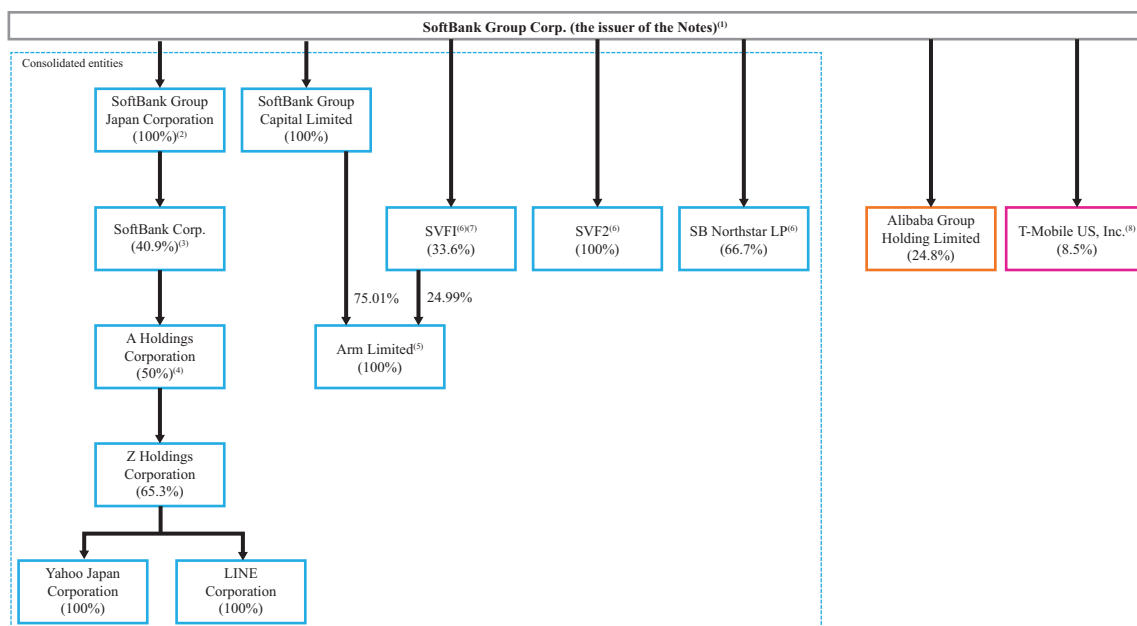 SoftBank Group Corp. (the issuer of the Notes)(1)
Consolidated entities
SoftBank Group
Japan Corporation
(100%)(2)
SoftBank Group
Capital Limited
(100%)
SoftBank Corp.
(40.9%)(3)
SVFI(6)(7)
(33.6%)
SVF2(6)
(100%)
SB Northstar LP(6)
(66.7%)
Alibaba Group
Holding Limited
(24.8%)
T-Mobile US, Inc.(8)
(8.5%)
75.01%
24.99%
A Holdings
Corporation
(50%)(4)
Arm Limited(5)
(100%)
Z Holdings
Corporation
(65.3%)
Yahoo Japan
Corporation
(100%)
LINE
Corporation
(100%)